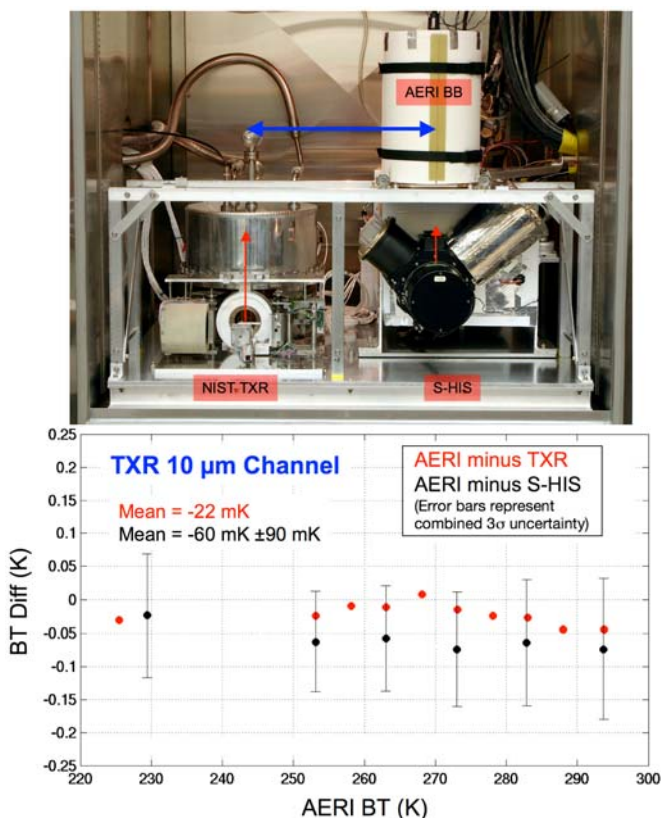 AERI BB
NIST-TXR
S-HIS
TXR 10 µm Channel
Mean = -22 mK
Mean = -60 mK ±90 mK
AERI minus TXR
AERI minus S-HIS
(Error bars represent
combined 3σ uncertainty)
BT Diff (K)
0.25
0.2
0.15
0.1
0.05
0
-0.05
-0.1
-0.15
-0.2
-0.25
220 230 240 250 260 270 280 290 300
AERI BT (K)